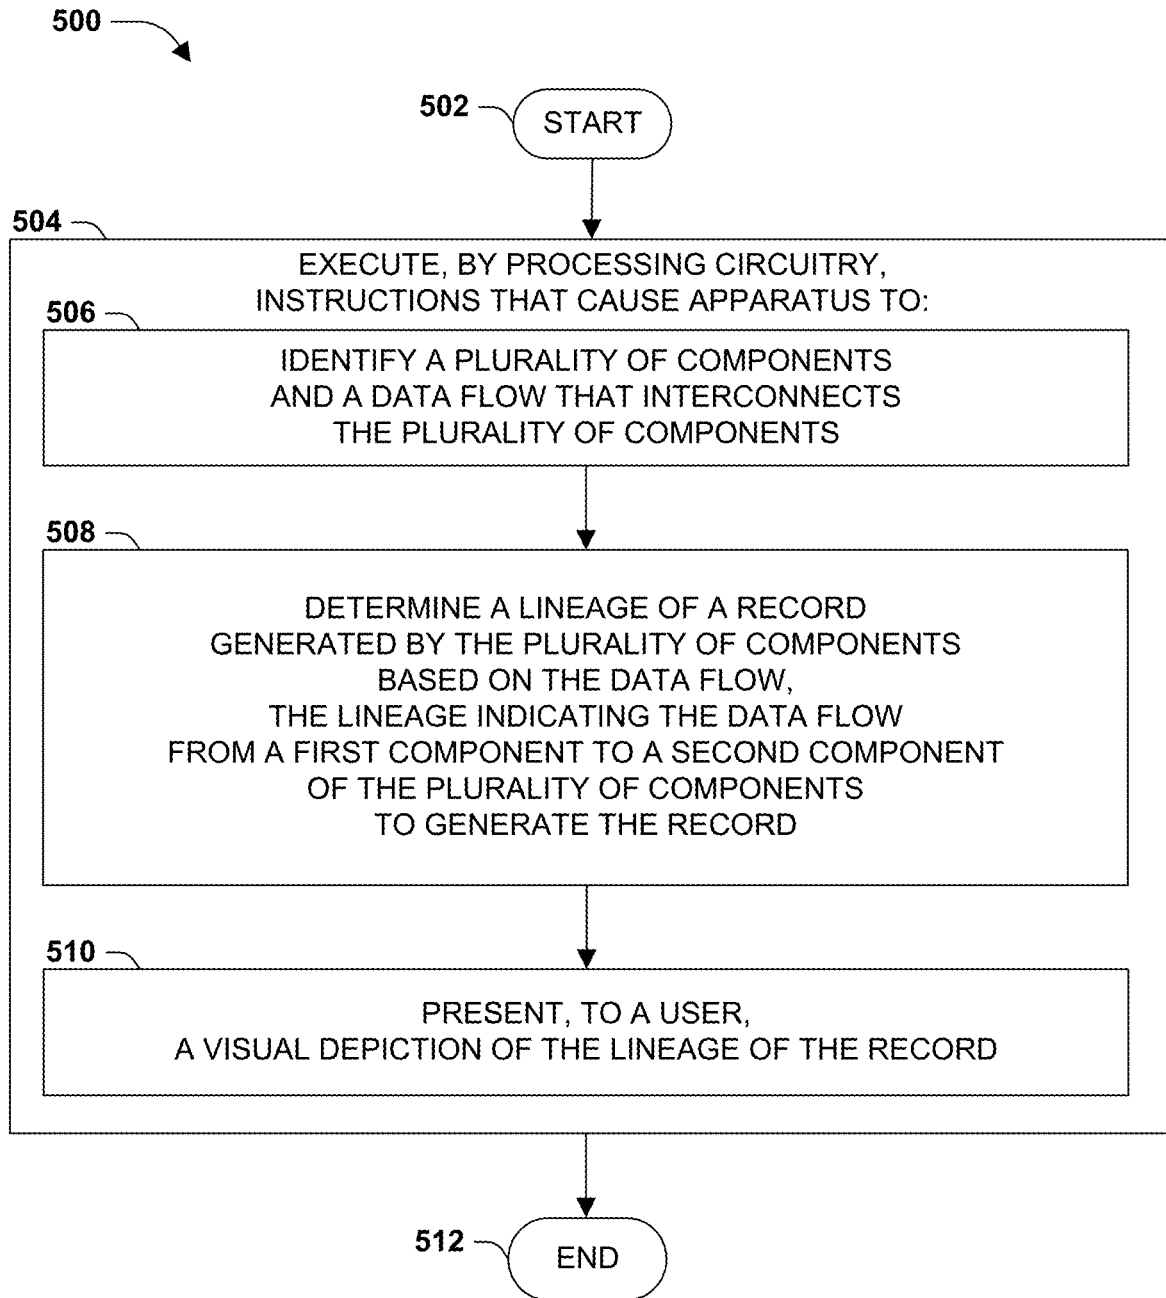 500
502
START
504
EXECUTE, BY PROCESSING CIRCUITRY,
INSTRUCTIONS THAT CAUSE APPARATUS TO:
506
IDENTIFY A PLURALITY OF COMPONENTS
AND A DATA FLOW THAT INTERCONNECTS
THE PLURALITY OF COMPONENTS
508
DETERMINE A LINEAGE OF A RECORD
GENERATED BY THE PLURALITY OF COMPONENTS
BASED ON THE DATA FLOW,
THE LINEAGE INDICATING THE DATA FLOW
FROM A FIRST COMPONENT TO A SECOND COMPONENT
OF THE PLURALITY OF COMPONENTS
TO GENERATE THE RECORD
510
PRESENT, TO A USER,
A VISUAL DEPICTION OF THE LINEAGE OF THE RECORD
512
END